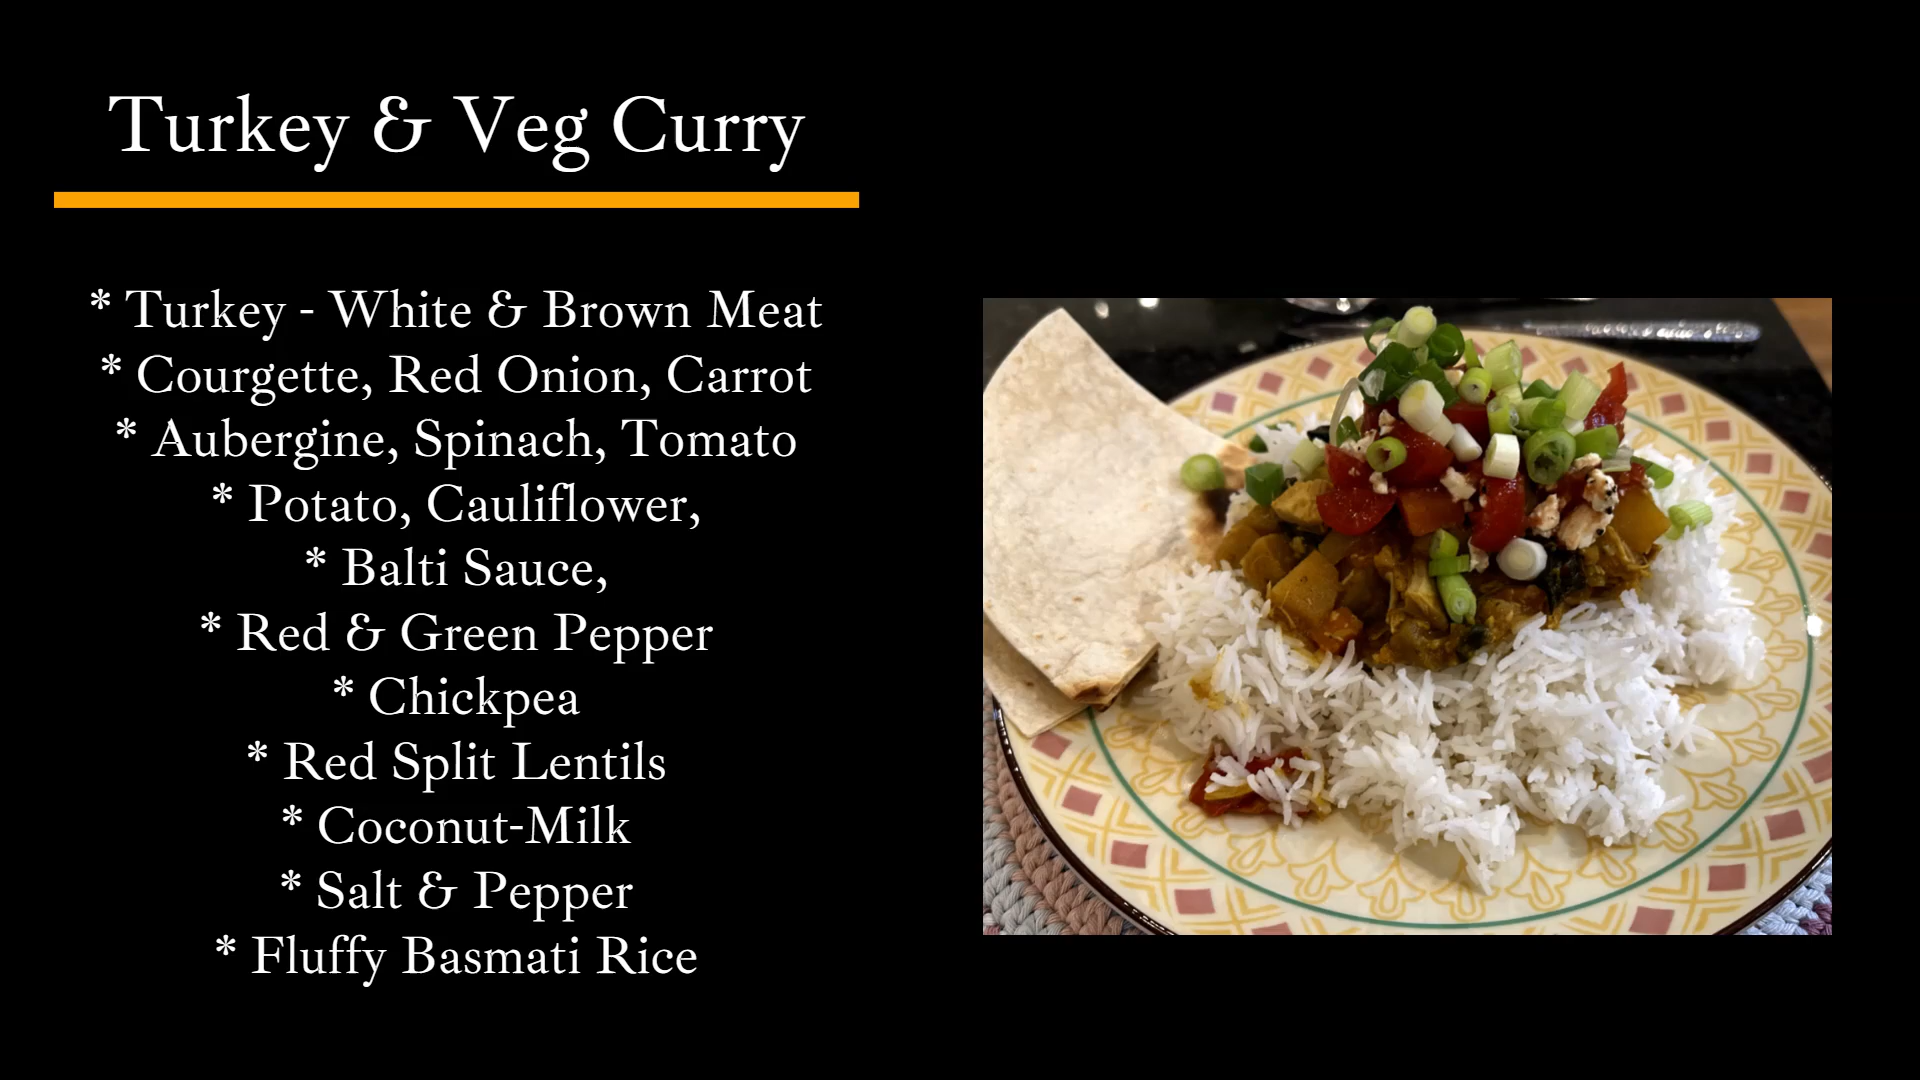 Turkey & Veg Curry
* Turkey - White & Brown Meat
* Courgette, Red Onion, Carrot
* Aubergine, Spinach, Tomato
* Potato, Cauliflower,
* Balti Sauce,
* Red & Green Pepper
* Chickpea
* Red Split Lentils
* Coconut-Milk
* Salt & Pepper
* Fluffy Basmati Rice